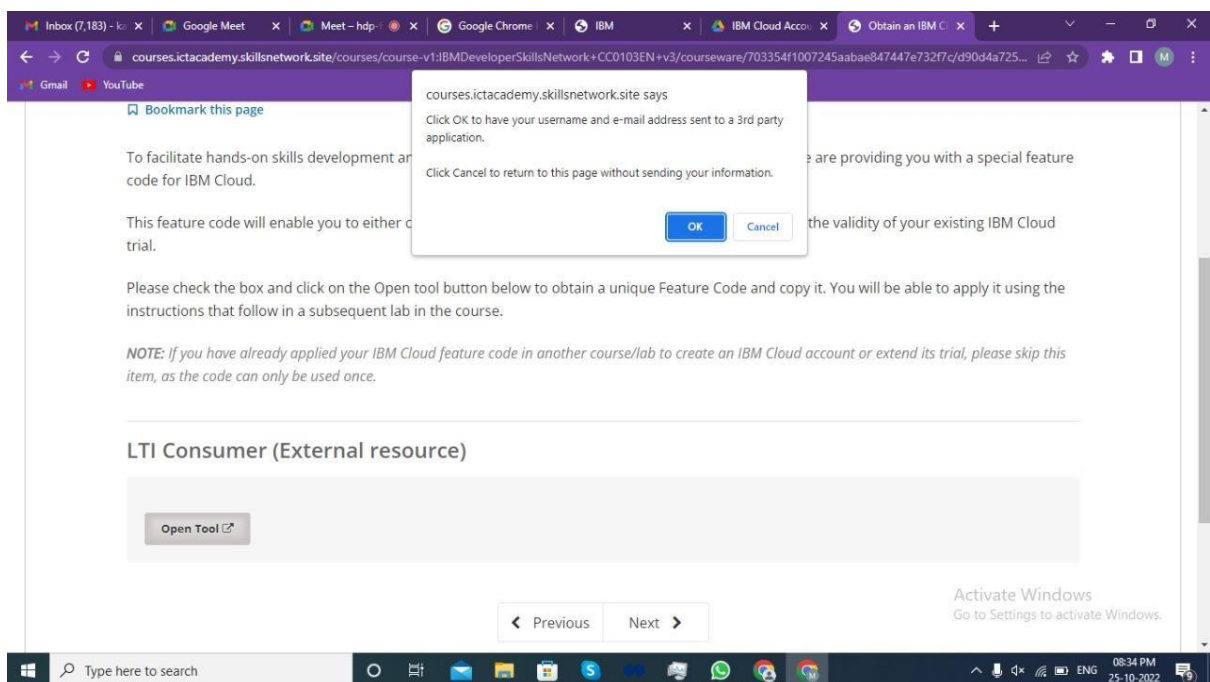 Inbox (7,183) - ka
Google Meet
Meet – hdp-
Google Chrome
IBM
IBM Cloud Accou
Obtain an IBM Cl
courses.ictacademy.skillsnetwork.site/courses/course-v1:IBMDeveloperSkillsNetwork+CC0103EN+v3/courseware/703354f1007245aabae847447e732f7c/d90d4a725...
M
Gmail
YouTube
courses.ictacademy.skillsnetwork.site says
Click OK to have your username and e-mail address sent to a 3rd party
application.
Click Cancel to return to this page without sending your information.
OK
Cancel
Bookmark this page
To facilitate hands-on skills development an
e are providing you with a special feature
code for IBM Cloud.
This feature code will enable you to either c
the validity of your existing IBM Cloud
trial.
Please check the box and click on the Open tool button below to obtain a unique Feature Code and copy it. You will be able to apply it using the
instructions that follow in a subsequent lab in the course.
NOTE: If you have already applied your IBM Cloud feature code in another course/lab to create an IBM Cloud account or extend its trial, please skip this
item, as the code can only be used once.
LTI Consumer (External resource)
Open Tool
Previous
Next
Activate Windows
Go to Settings to activate Windows.
Type here to search
ENG
08:34 PM
25-10-2022